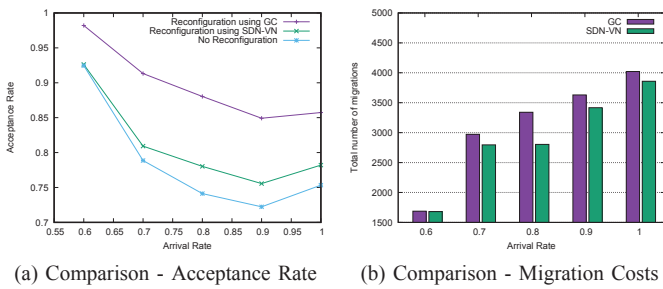 1
0.95
0.9
0.85
0.8
0.75
0.7
Acceptance Rate
Reconfiguration using GC
Reconfiguration using SDN-VN
No Reconfiguration
0.55 0.6 0.65 0.7 0.75 0.8 0.85 0.9 0.95 1
Arrival Rate
(a) Comparison - Acceptance Rate
5000
4500
4000
3500
3000
2500
2000
1500
Total number of migrations
GC
SDN-VN
0.6 0.7 0.8 0.9 1
Arrival Rate
(b) Comparison - Migration Costs